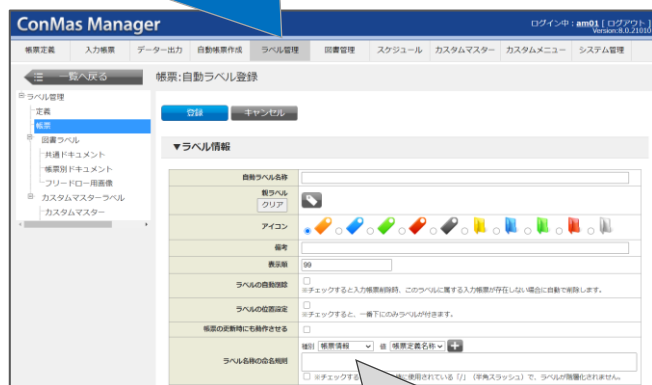 ConMas Manager
ログイン中：am01 [ ログアウト ]
Version:8.0.21010
帳票定義 入力帳票 データー出力 自動帳票作成 ラベル管理 図書管理 スケジュール カスタムマスター カスタムメニュー システム管理
一覧へ戻る
帳票:自動ラベル登録
ラベル管理
定義
帳票
図書ラベル
共通ドキュメント
帳票別ドキュメント
フリードロー用画像
カスタムマスターラベル
カスタムマスター
登録 キャンセル
▼ラベル情報
自動ラベル名称
親ラベル
クリア
アイコン
備考
表示順 99
ラベルの自動削除
※チェックすると入力帳票削除時、このラベルに属する入力帳票が存在しない場合に自動で削除します。
ラベルの位置設定
※チェックすると、一番下にのみラベルが付きます。
帳票の更新時にも動作させる
ラベル名称の命名規則
種別 帳票情報 値 帳票定義名称
※チェックする に使用されている「/」（半角スラッシュ）で、ラベルが階層化されません。